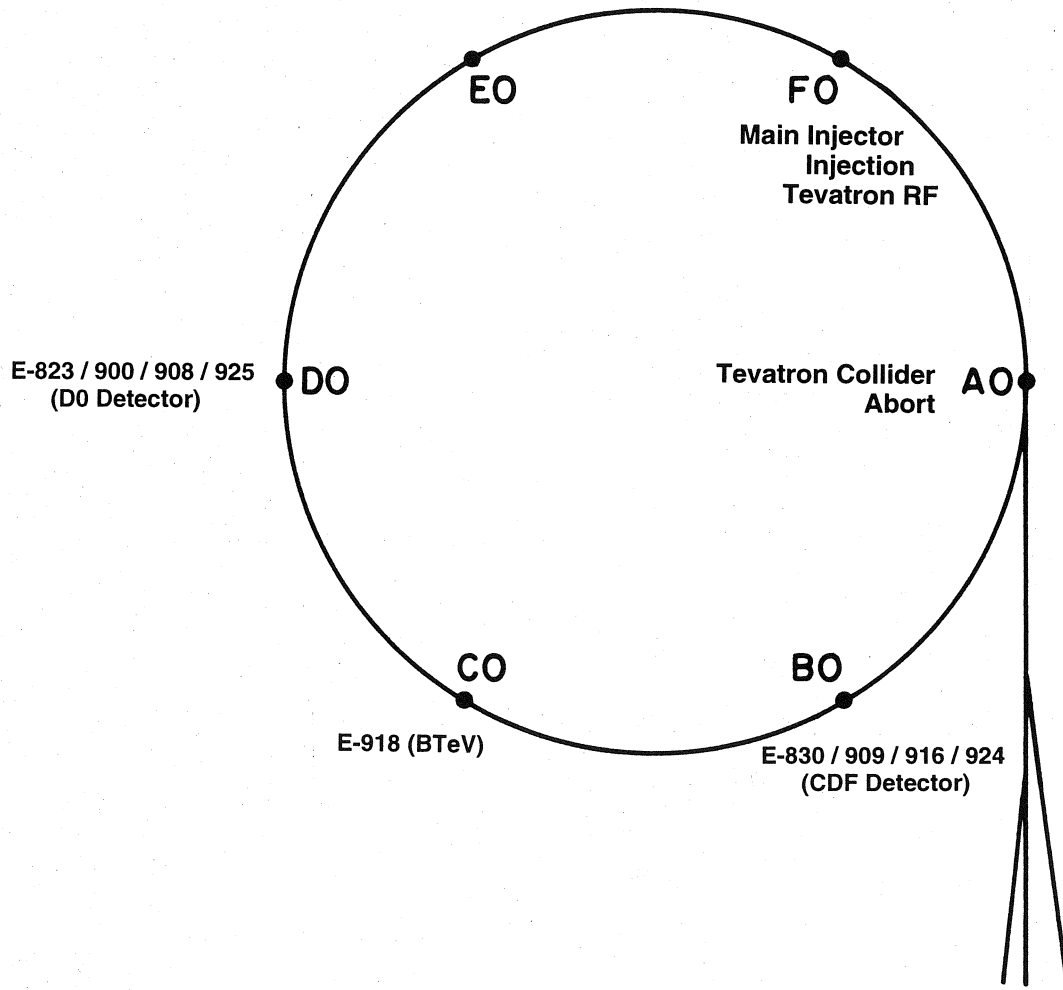 EO
FO
Main Injector
Injection
Tevatron RF
E-823 / 900 / 908 / 925
(D0 Detector)
DO
Tevatron Collider
Abort
AO
CO
BO
E-918 (BTeV)
E-830 / 909 / 916 / 924
(CDF Detector)